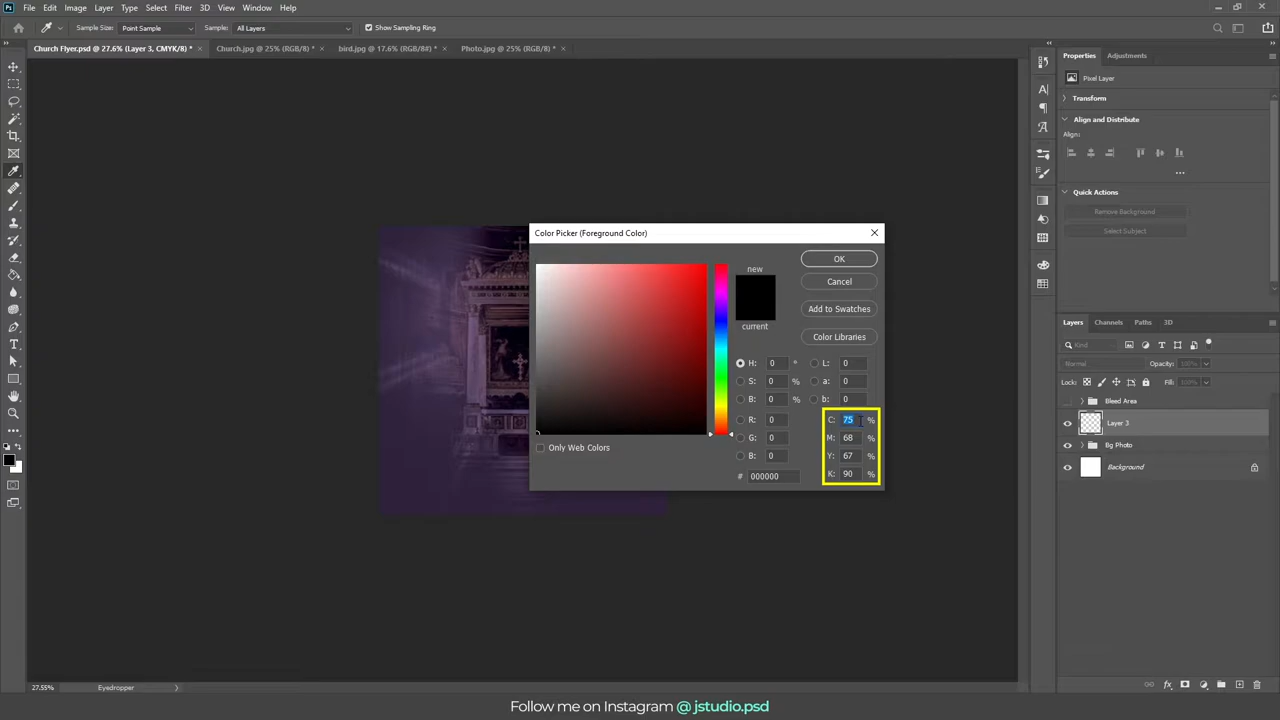 Ps File Edit Image Layer Type Select Filter 3D View Window Help
Sample Size: Point Sample Sample: All Layers Show Sampling Ring
Church Flyer.psd @ 27.6% (Layer 3, CMYK/8) * × Church.jpg @ 25% (RGB/8) * × bird.jpg @ 17.6% (RGB/8#) * × Photo.jpg @ 25% (RGB/8) * ×
Properties Adjustments
Pixel Layer
Transform
Align and Distribute
Align:
Quick Actions
Remove Background
Select Subject
Color Picker (Foreground Color)
new
current
OK
Cancel
Add to Swatches
Color Libraries
H: 0 ° L: 0
S: 0 % a: 0
B: 0 % b: 0
R: 0 C: 75 %
G: 0 M: 68 %
B: 0 Y: 67 %
# 000000 K: 90 %
Only Web Colors
Layers Channels Paths 3D
Kind
Normal Opacity: 100%
Lock: Fill: 100%
Bleed Area
Layer 3
Bg Photo
Background
27.55% Eyedropper
Follow me on Instagram @ jstudio.psd